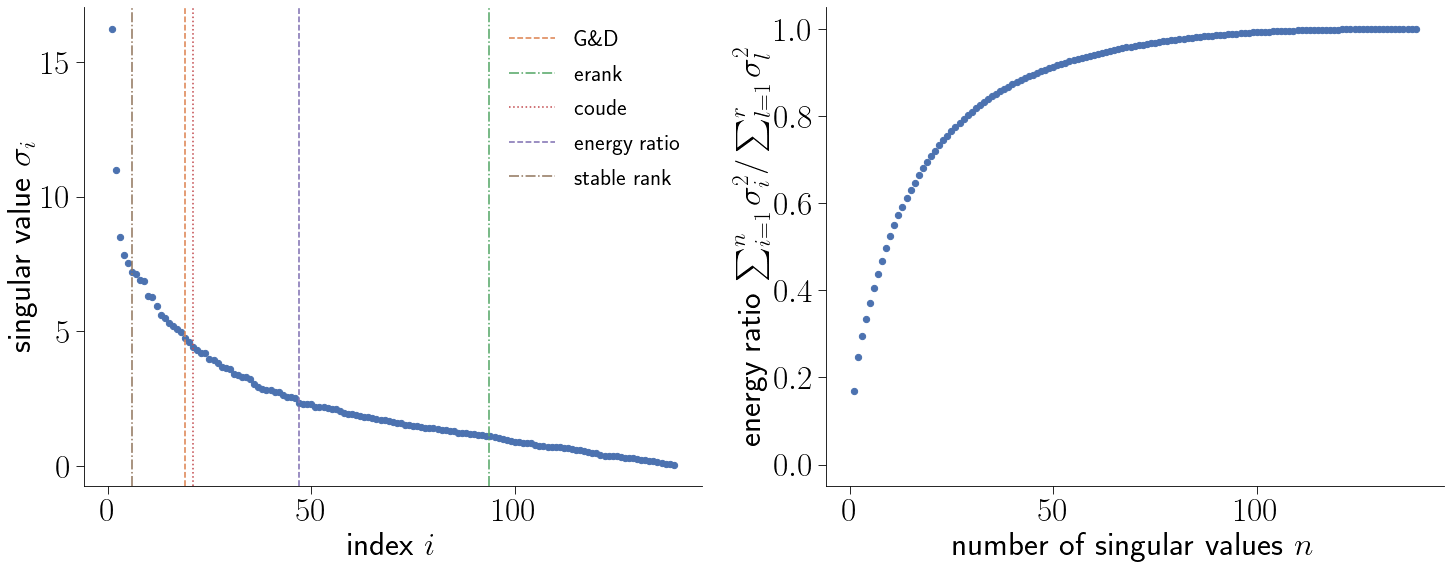 15
10
5
0
singular value σ_i
0 50 100
index i
G&D
erank
coude
energy ratio
stable rank
1.0
0.8
0.6
0.4
0.2
0.0
energy ratio ∑_{i=1}^{n} σ_i^2 / ∑_{l=1}^{r} σ_l^2
0 50 100
number of singular values n